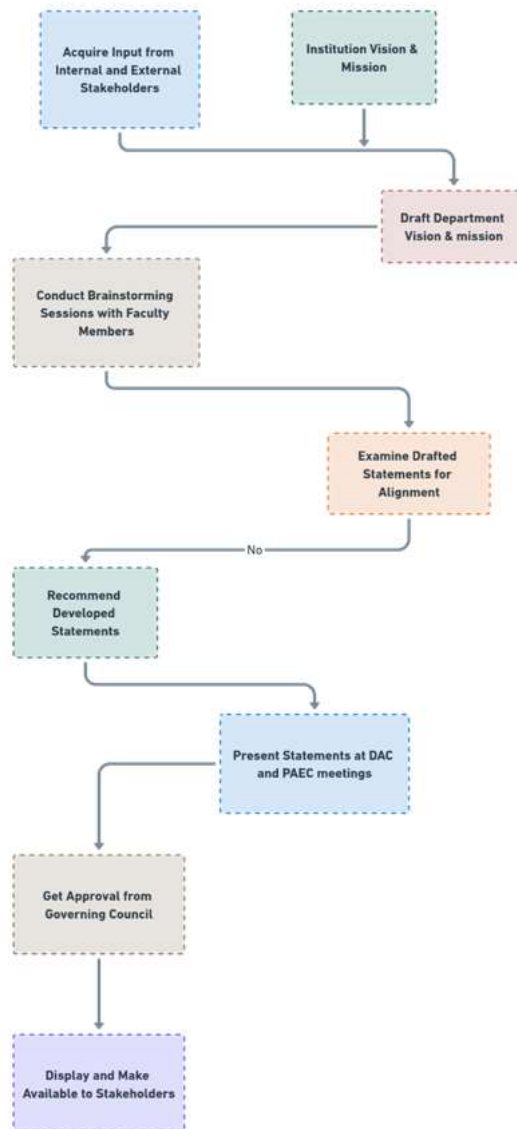 Acquire Input from
Internal and External
Stakeholders
Institution Vision &
Mission
Draft Department
Vision & mission
Conduct Brainstorming
Sessions with Faculty
Members
Examine Drafted
Statements for
Alignment
No
Recommend
Developed
Statements
Present Statements at DAC
and PAEC meetings
Get Approval from
Governing Council
Display and Make
Available to Stakeholders